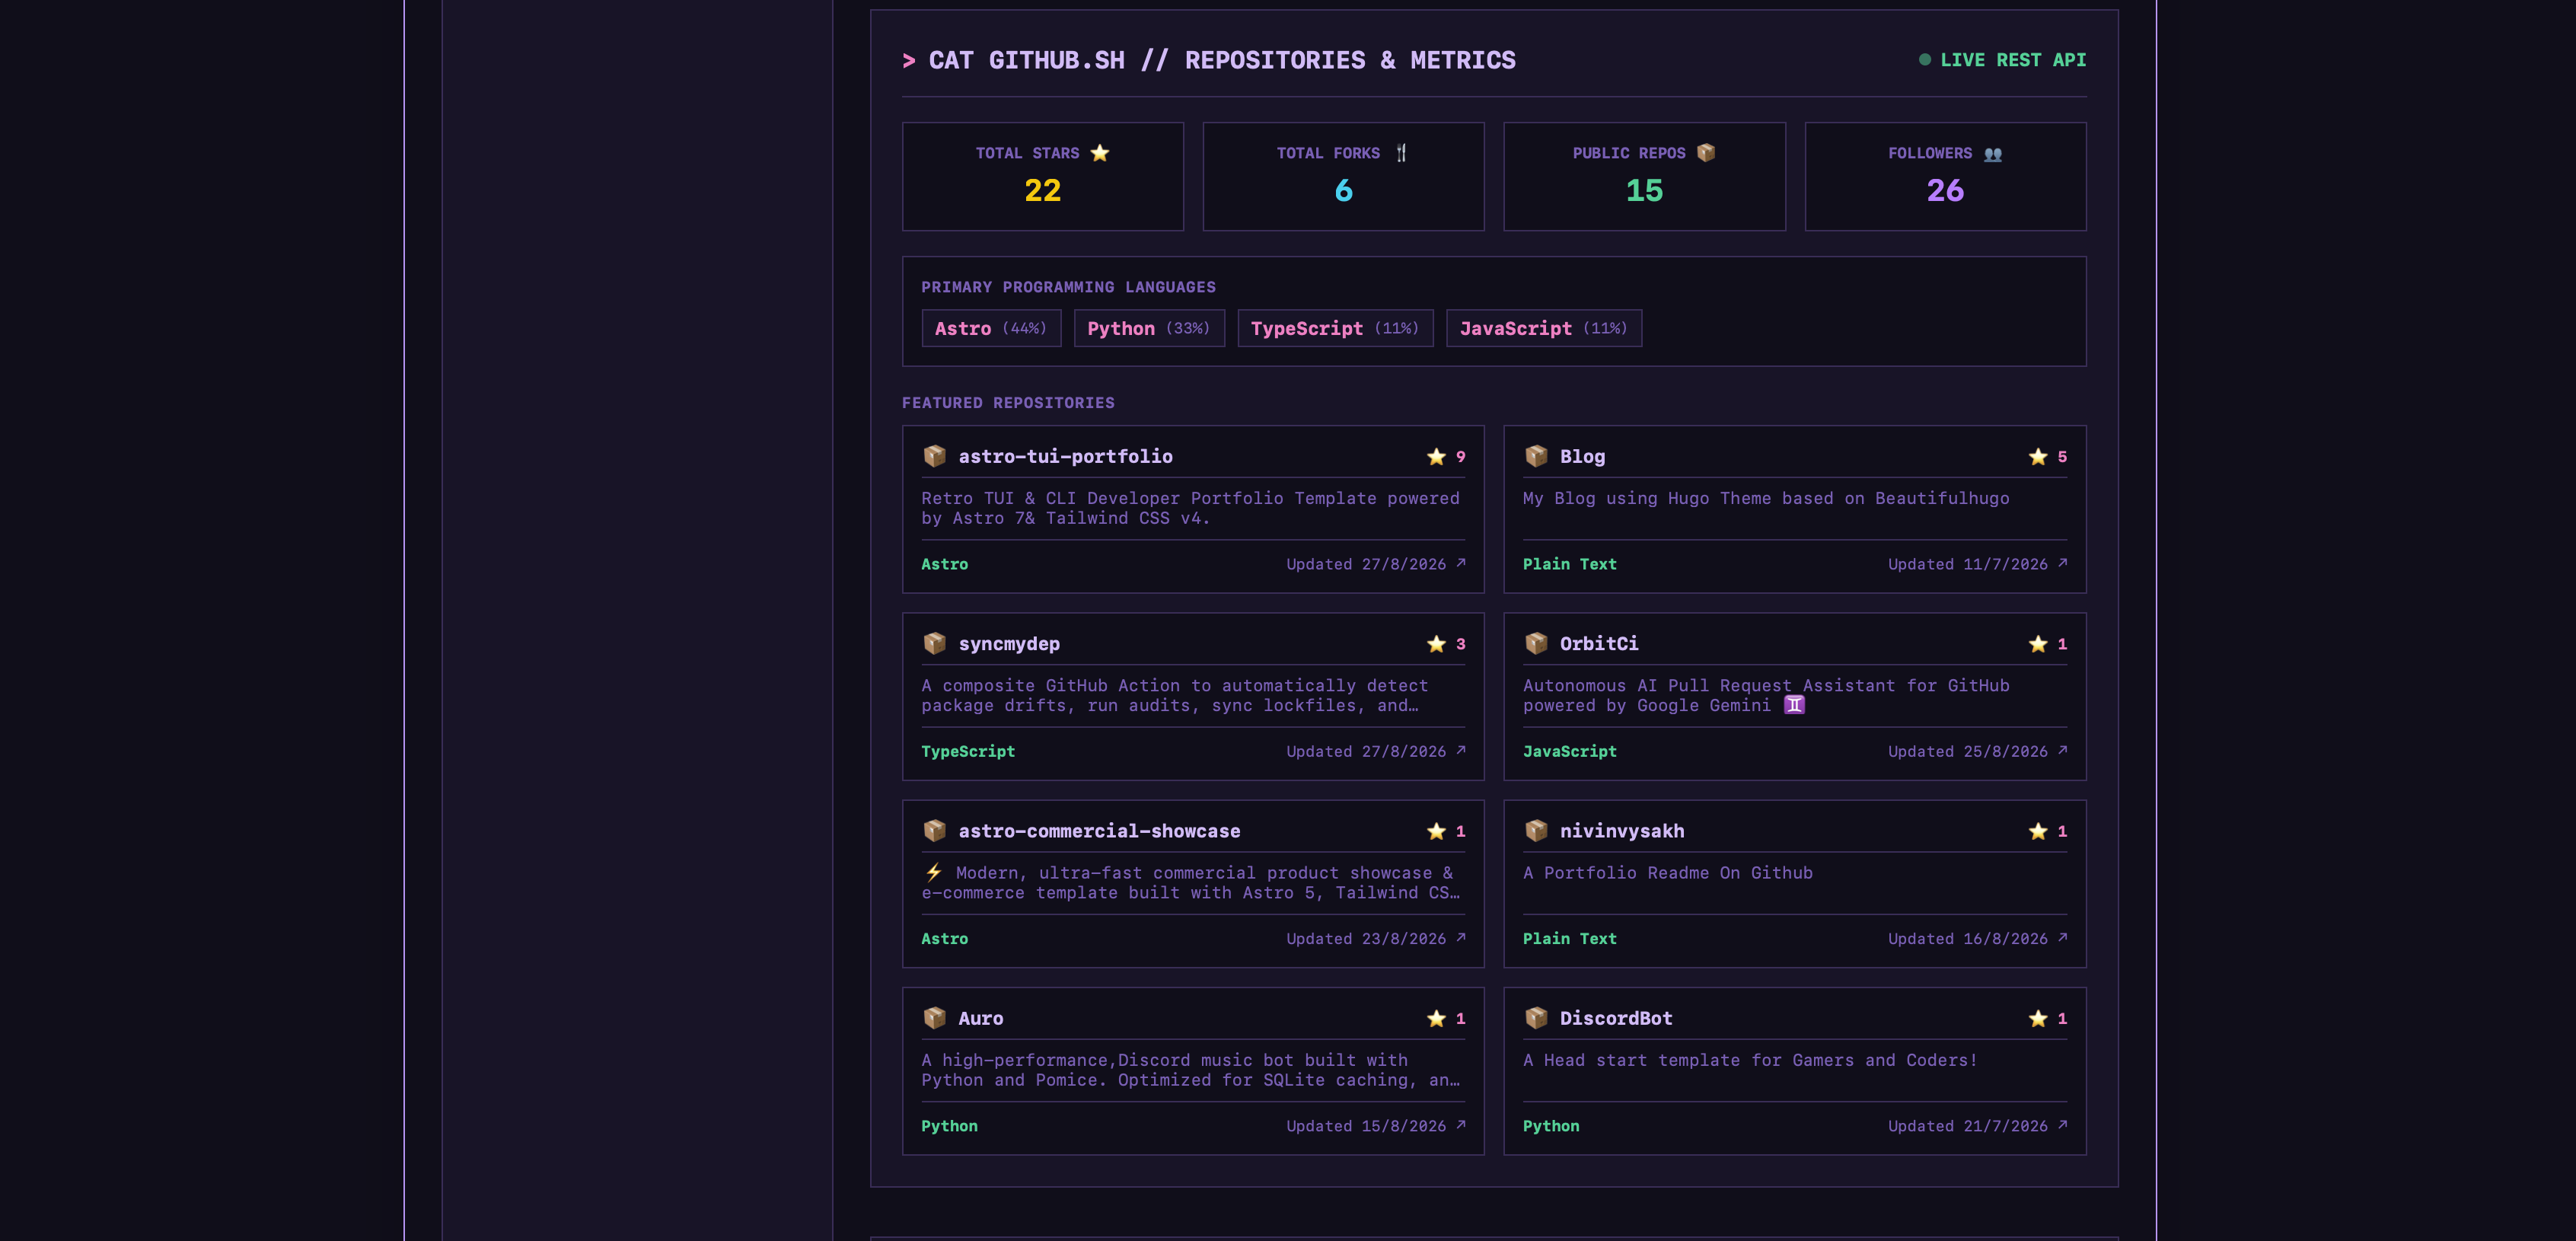 > CAT GITHUB.SH // REPOSITORIES & METRICS
LIVE REST API
TOTAL STARS ⭐
22
TOTAL FORKS 🍴
6
PUBLIC REPOS 📦
15
FOLLOWERS 👥
26
PRIMARY PROGRAMMING LANGUAGES
Astro (44%)
Python (33%)
TypeScript (11%)
JavaScript (11%)
FEATURED REPOSITORIES
📦 astro-tui-portfolio ⭐ 9
Retro TUI & CLI Developer Portfolio Template powered
by Astro 7& Tailwind CSS v4.
Astro Updated 27/8/2026 ↗
📦 Blog ⭐ 5
My Blog using Hugo Theme based on Beautifulhugo
Plain Text Updated 11/7/2026 ↗
📦 syncmydep ⭐ 3
A composite GitHub Action to automatically detect
package drifts, run audits, sync lockfiles, and…
TypeScript Updated 27/8/2026 ↗
📦 OrbitCi ⭐ 1
Autonomous AI Pull Request Assistant for GitHub
powered by Google Gemini ♊
JavaScript Updated 25/8/2026 ↗
📦 astro-commercial-showcase ⭐ 1
⚡ Modern, ultra-fast commercial product showcase &
e-commerce template built with Astro 5, Tailwind CS…
Astro Updated 23/8/2026 ↗
📦 nivinvysakh ⭐ 1
A Portfolio Readme On Github
Plain Text Updated 16/8/2026 ↗
📦 Auro ⭐ 1
A high-performance,Discord music bot built with
Python and Pomice. Optimized for SQLite caching, an…
Python Updated 15/8/2026 ↗
📦 DiscordBot ⭐ 1
A Head start template for Gamers and Coders!
Python Updated 21/7/2026 ↗